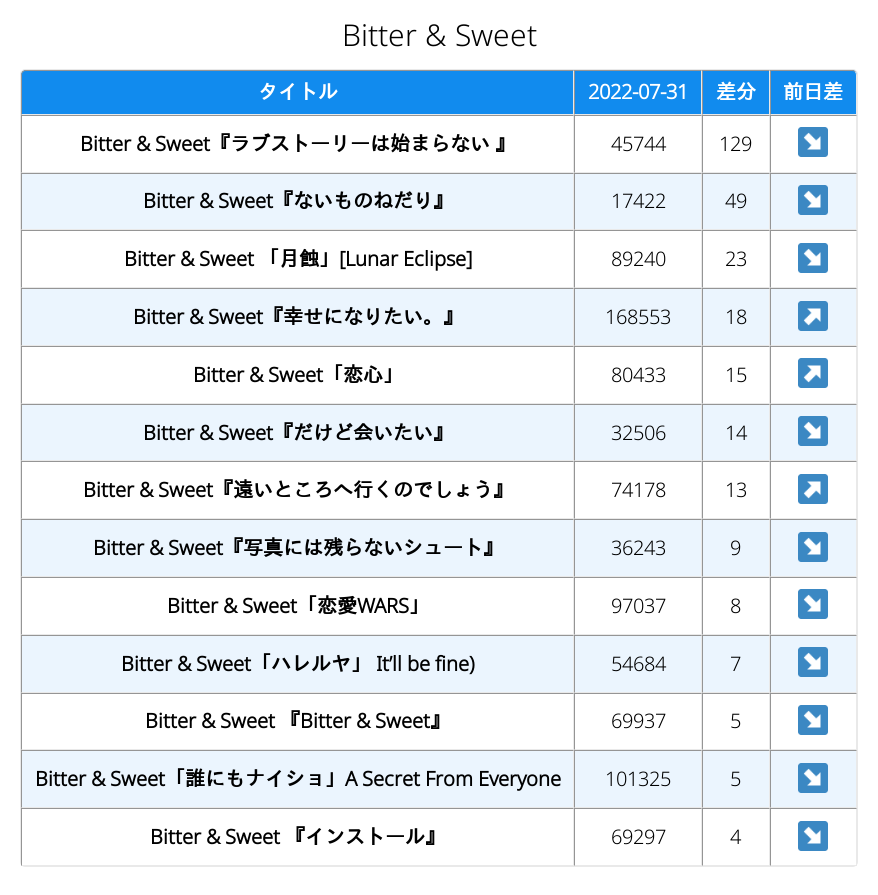 Bitter & Sweet
タイトル 2022-07-31 差分 前日差
Bitter & Sweet『ラブストーリーは始まらない 』 45744 129
Bitter & Sweet『ないものねだり』 17422 49
Bitter & Sweet 「月蝕」[Lunar Eclipse] 89240 23
Bitter & Sweet『幸せになりたい。』 168553 18
Bitter & Sweet「恋心」 80433 15
Bitter & Sweet『だけど会いたい』 32506 14
Bitter & Sweet『遠いところへ行くのでしょう』 74178 13
Bitter & Sweet『写真には残らないシュート』 36243 9
Bitter & Sweet「恋愛WARS」 97037 8
Bitter & Sweet「ハレルヤ」 It’ll be fine) 54684 7
Bitter & Sweet 『Bitter & Sweet』 69937 5
Bitter & Sweet「誰にもナイショ」A Secret From Everyone 101325 5
Bitter & Sweet 『インストール』 69297 4